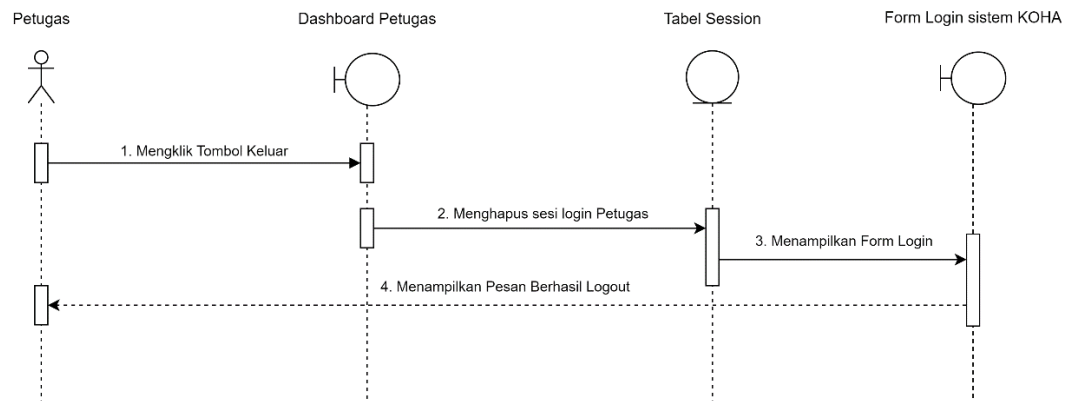 Petugas
Dashboard Petugas
Tabel Session
Form Login sistem KOHA
1. Mengklik Tombol Keluar
2. Menghapus sesi login Petugas
3. Menampilkan Form Login
4. Menampilkan Pesan Berhasil Logout